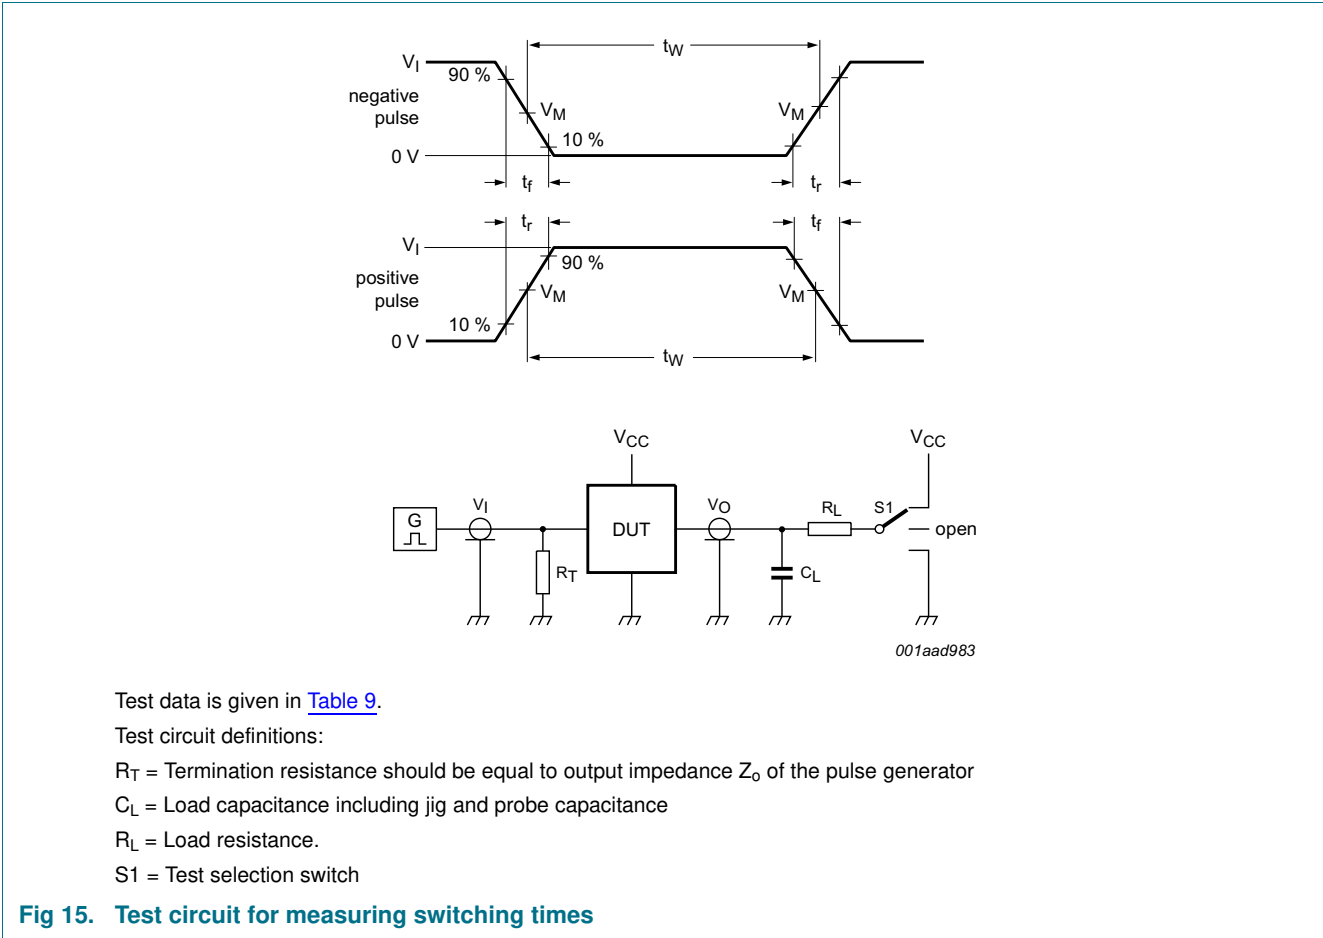 tW
VI
90 %
negative
pulse
VM
VM
10 %
0 V
tf
tr
tr
tf
VI
90 %
positive
pulse
VM
VM
10 %
0 V
tW
VCC
VCC
VI
VO
RL
S1
G
DUT
open
RT
CL
001aad983
Test data is given in Table 9.
Test circuit definitions:
RT = Termination resistance should be equal to output impedance Zo of the pulse generator
CL = Load capacitance including jig and probe capacitance
RL = Load resistance.
S1 = Test selection switch
Fig 15. Test circuit for measuring switching times